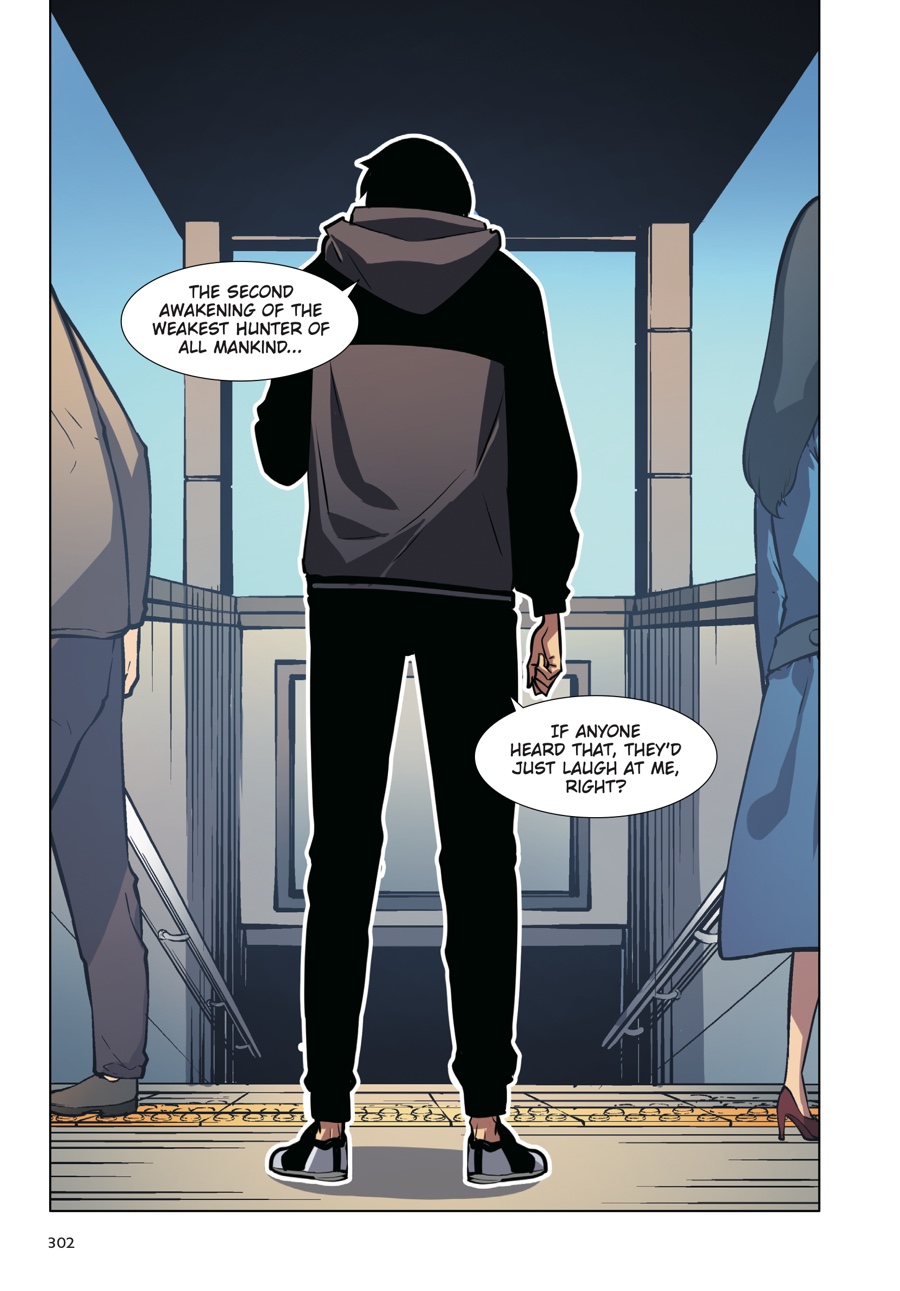 THE SECOND
AWAKENING OF THE
WEAKEST HUNTER OF
ALL MANKIND...
IF ANYONE
HEARD THAT, THEY'D
JUST LAUGH AT ME,
RIGHT?
302